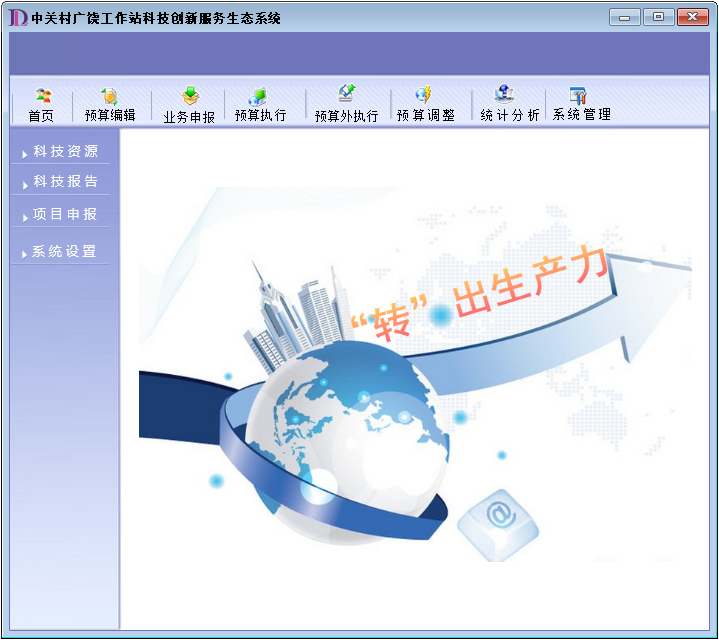 中关村广饶工作站科技创新服务生态系统
首页 预算编辑 业务申报 预算执行 预算外执行 预算调整 统计分析 系统管理
科技资源
科技报告
项目申报
系统设置
“转”出生产力
@